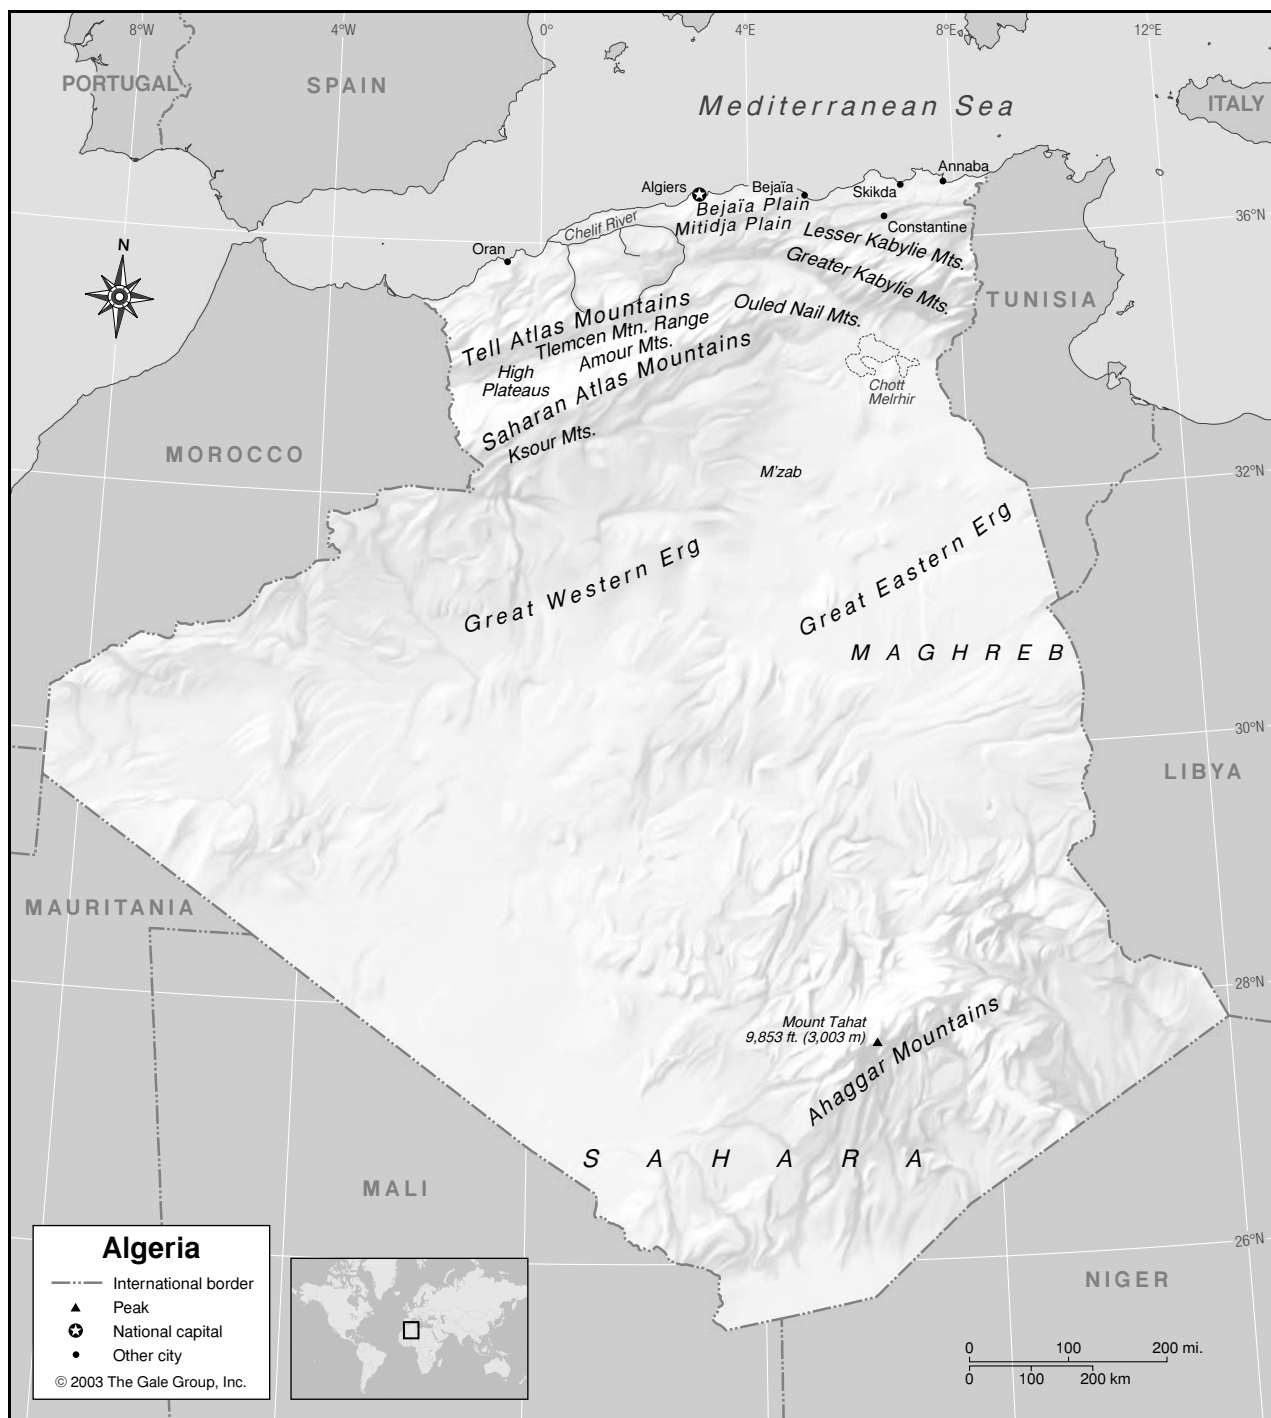 8°W
4°W
0°
4°E
8°E
12°E
PORTUGAL
SPAIN
ITALY
Mediterranean Sea
Annaba
Algiers
Bejaïa
Skikda
Bejaïa Plain
36°N
Chelif River
Mitidja Plain
Constantine
Lesser Kabylie Mts.
N
Oran
Greater Kabylie Mts.
TUNISIA
Ouled Nail Mts.
Tell Atlas Mountains
Tlemcen Mtn. Range
Amour Mts.
High
Plateaus
Chott
Melrhir
Saharan Atlas Mountains
Ksour Mts.
MOROCCO
M'zab
32°N
Great Western Erg
Great Eastern Erg
MAGHREB
30°N
LIBYA
MAURITANIA
28°N
Mount Tahat
9,853 ft. (3,003 m)
Ahaggar Mountains
SAHARA
MALI
26°N
NIGER
Algeria
International border
Peak
National capital
Other city
© 2003 The Gale Group, Inc.
0 100 200 mi.
0 100 200 km